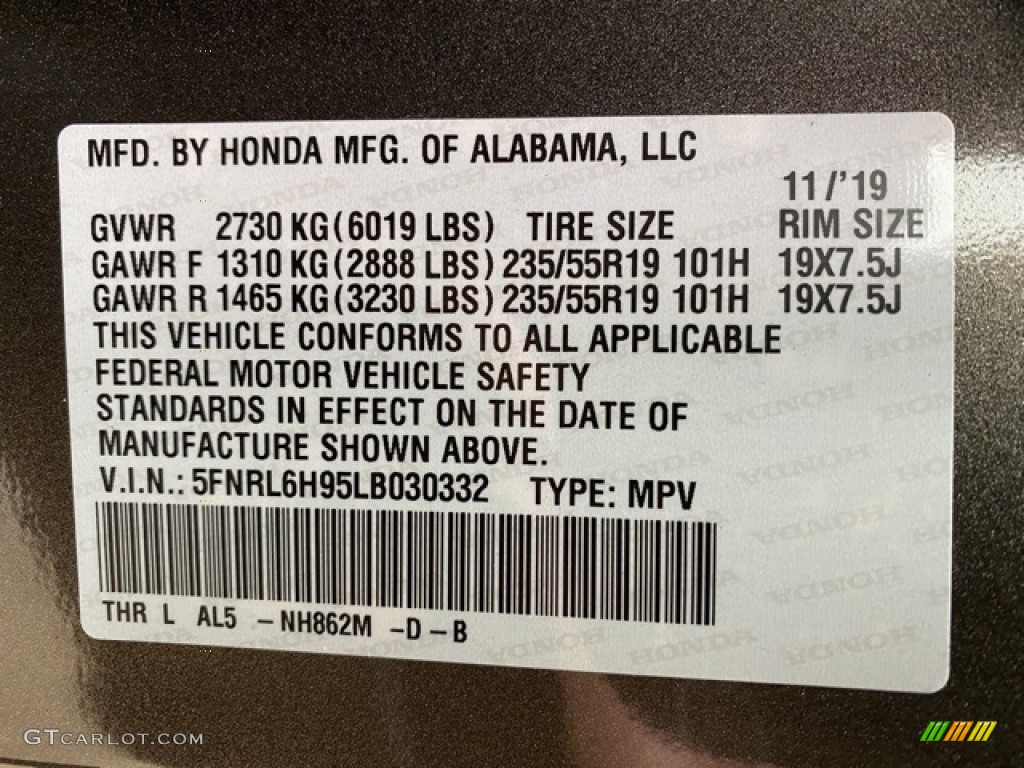 MFD. BY HONDA MFG. OF ALABAMA, LLC
11/'19
GVWR 2730 KG(6019 LBS) TIRE SIZE RIM SIZE
GAWR F 1310 KG(2888 LBS) 235/55R19 101H 19X7.5J
GAWR R 1465 KG(3230 LBS) 235/55R19 101H 19X7.5J
THIS VEHICLE CONFORMS TO ALL APPLICABLE
FEDERAL MOTOR VEHICLE SAFETY
STANDARDS IN EFFECT ON THE DATE OF
MANUFACTURE SHOWN ABOVE.
V.I.N.: 5FNRL6H95LB030332 TYPE: MPV
THR L AL5 -NH862M -D-B
GTCARLOT.COM